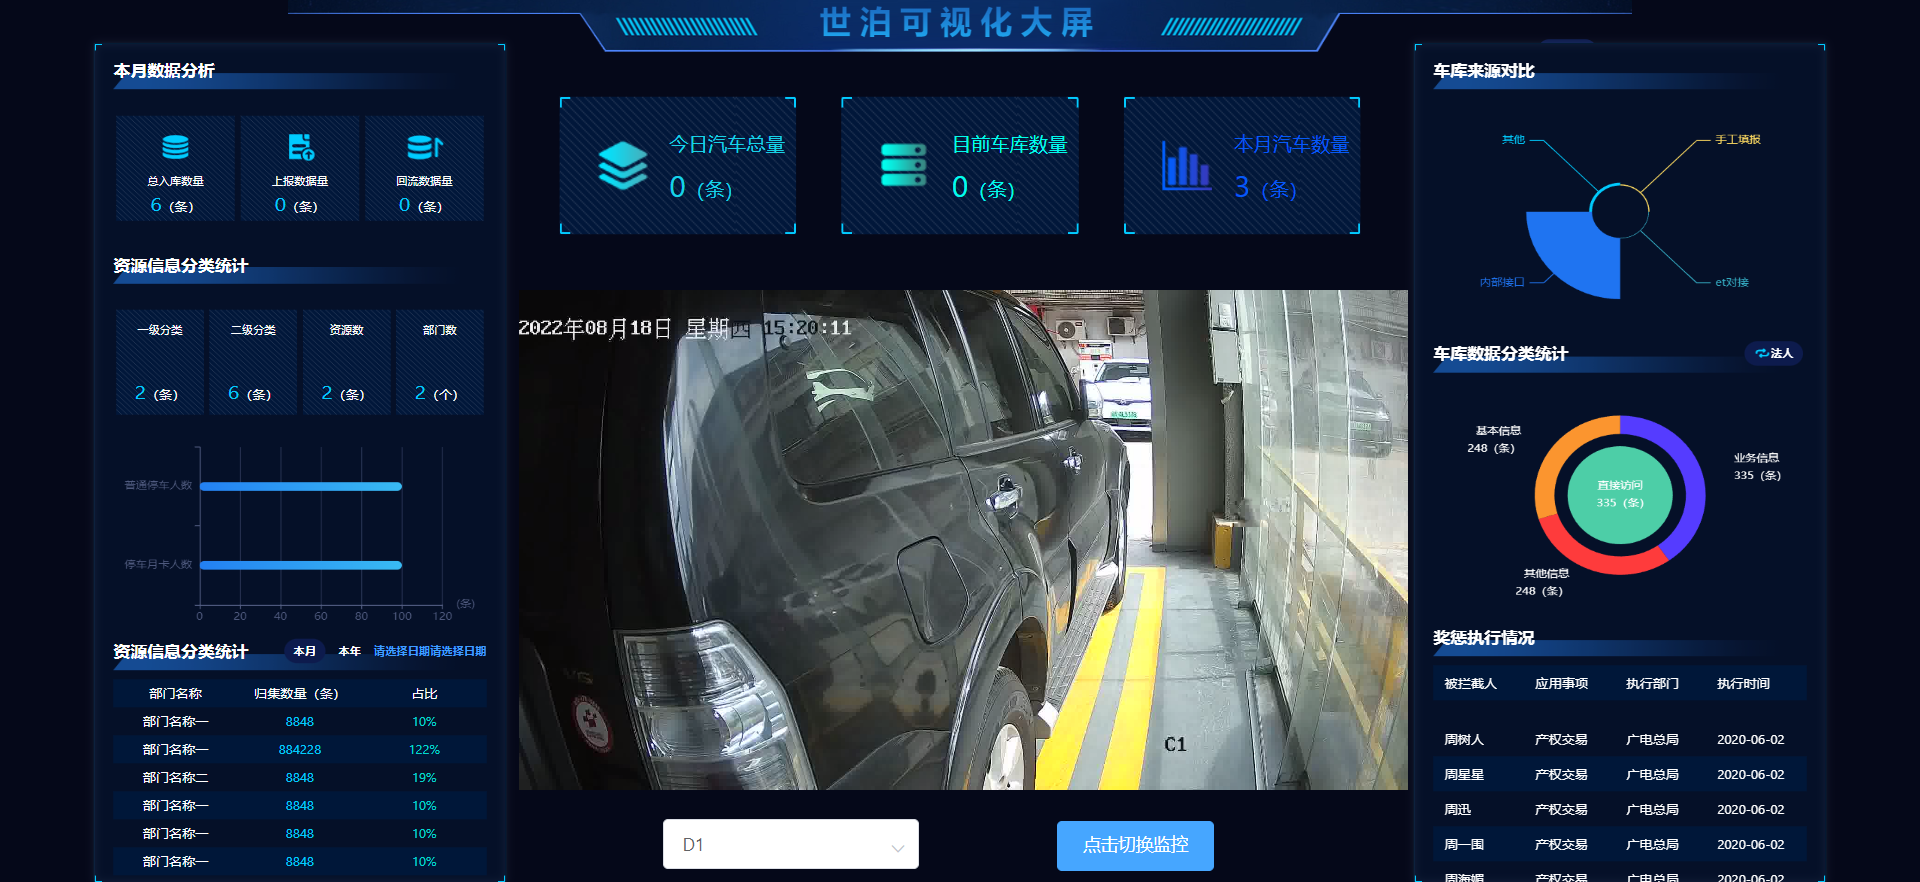 世泊可视化大屏
本月数据分析
总入库数量
6 (条)
上报数据量
0 (条)
回流数据量
0 (条)
资源信息分类统计
一级分类
2 (条)
二级分类
6 (条)
资源数
2 (条)
部门数
2 (个)
普通停车人数
停车月卡人数
0 20 40 60 80 100 120 (条)
资源信息分类统计 本月 本年 请选择日期请选择日期
部门名称 归集数量 (条) 占比
部门名称一 8848 10%
部门名称一 884228 122%
部门名称二 8848 19%
部门名称一 8848 10%
部门名称一 8848 10%
部门名称一 8848 10%
今日汽车总量
0 (条)
目前车库数量
0 (条)
本月汽车数量
3 (条)
2022年08月18日 星期四 15:20:11
C1
D1
点击切换监控
车库来源对比
其他
手工填报
内部接口
et对接
车库数据分类统计
法人
基本信息
248 (条)
业务信息
335 (条)
直接访问
335 (条)
其他信息
248 (条)
奖惩执行情况
被拦截人 应用事项 执行部门 执行时间
周树人 产权交易 广电总局 2020-06-02
周星星 产权交易 广电总局 2020-06-02
周迅 产权交易 广电总局 2020-06-02
周一围 产权交易 广电总局 2020-06-02
周海媚 产权交易 广电总局 2020-06-02